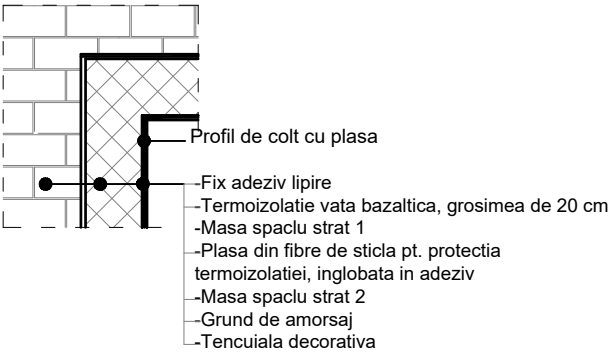 Profil de colt cu plasa
-Fix adeziv lipire
-Termoizolatie vata bazaltica, grosimea de 20 cm
-Masa spaclu strat 1
-Plasa din fibre de sticla pt. protectia
termoizolatiei, inglobata in adeziv
-Masa spaclu strat 2
-Grund de amorsaj
-Tencuiala decorativa